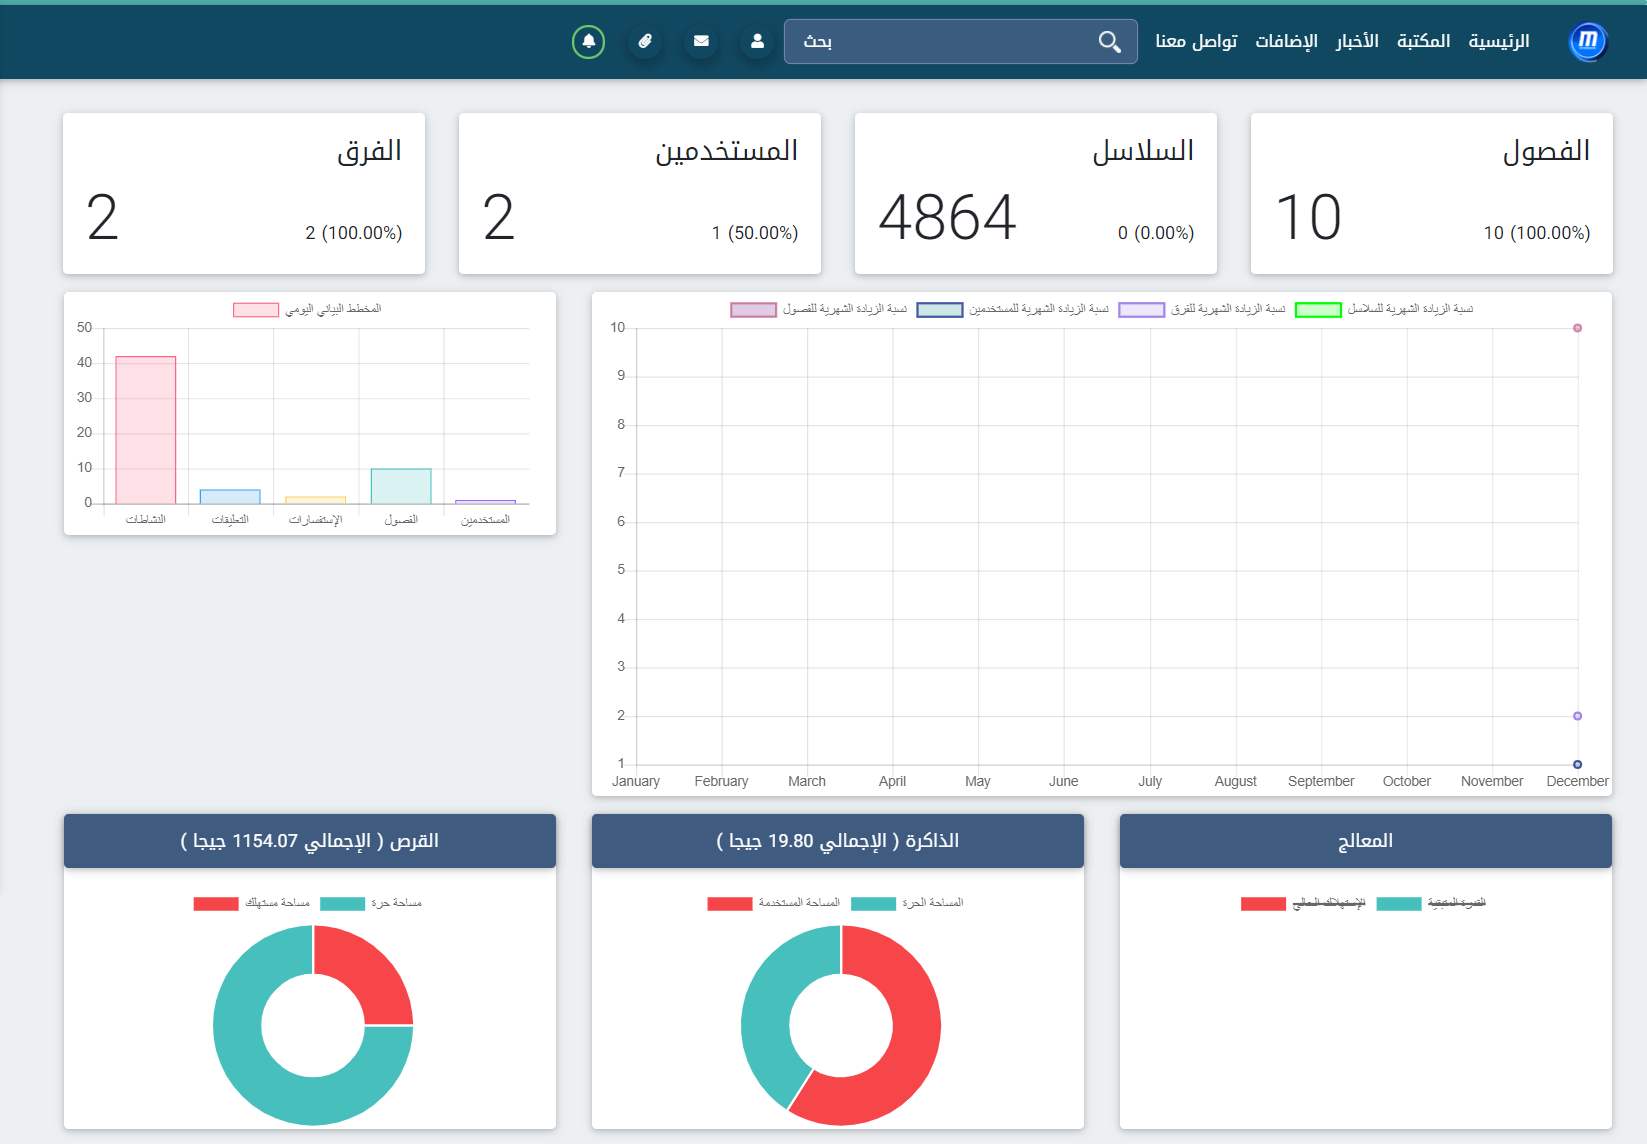 الرئيسية المكتبة الأخبار الإضافات تواصل معنا بحث
الفصول
10 (100.00%) 10
السلاسل
0 (0.00%) 4864
المستخدمين
1 (50.00%) 2
الفرق
2 (100.00%) 2
نسبة الزيادة الشهرية للسلاسل نسبة الزيادة الشهرية للفرق نسبة الزيادة الشهرية للمستخدمين نسبة الزيادة الشهرية للفصول
10
9
8
7
6
5
4
3
2
1
January February March April May June July August September October November December
المخطط البياني اليومي
50
40
30
20
10
0
النشاطات التعليقات الإستفسارات الفصول المستخدمين
المعالج
القدرة المتبقية الإستهلاك الحالي
الذاكرة ( الإجمالي 19.80 جيجا )
المساحة الحرة المساحة المستخدمة
القرص ( الإجمالي 1154.07 جيجا )
مساحة حرة مساحة مستهلك